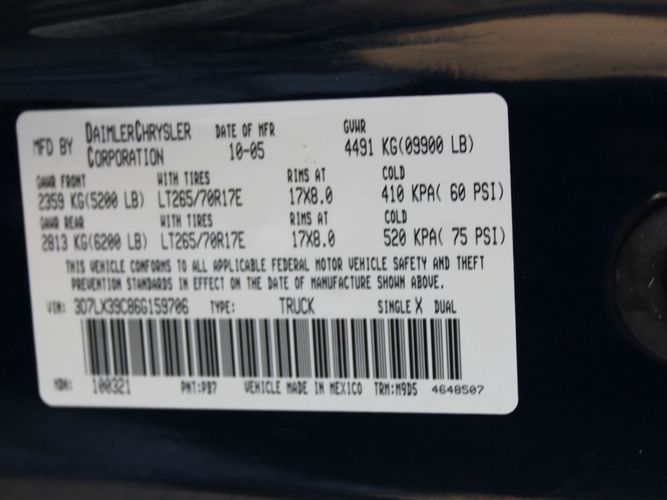 MFD BY DAIMLERCHRYSLER CORPORATION DATE OF MFR 10-05 GVWR 4491 KG(09900 LB)
GAWR FRONT WITH TIRES RIMS AT COLD
2359 KG(5200 LB) LT265/70R17E 17X8.0 410 KPA( 60 PSI)
GAWR REAR WITH TIRES RIMS AT COLD
2813 KG(6200 LB) LT265/70R17E 17X8.0 520 KPA( 75 PSI)
THIS VEHICLE CONFORMS TO ALL APPLICABLE FEDERAL MOTOR VEHICLE SAFETY AND THEFT
PREVENTION STANDARDS IN EFFECT ON THE DATE OF MANUFACTURE SHOWN ABOVE.
VIN: 3D7LX39C86G159706 TYPE: TRUCK SINGLE X DUAL
MDH: 100321 PNT:PB7 VEHICLE MADE IN MEXICO TRM:M9D5 4648507